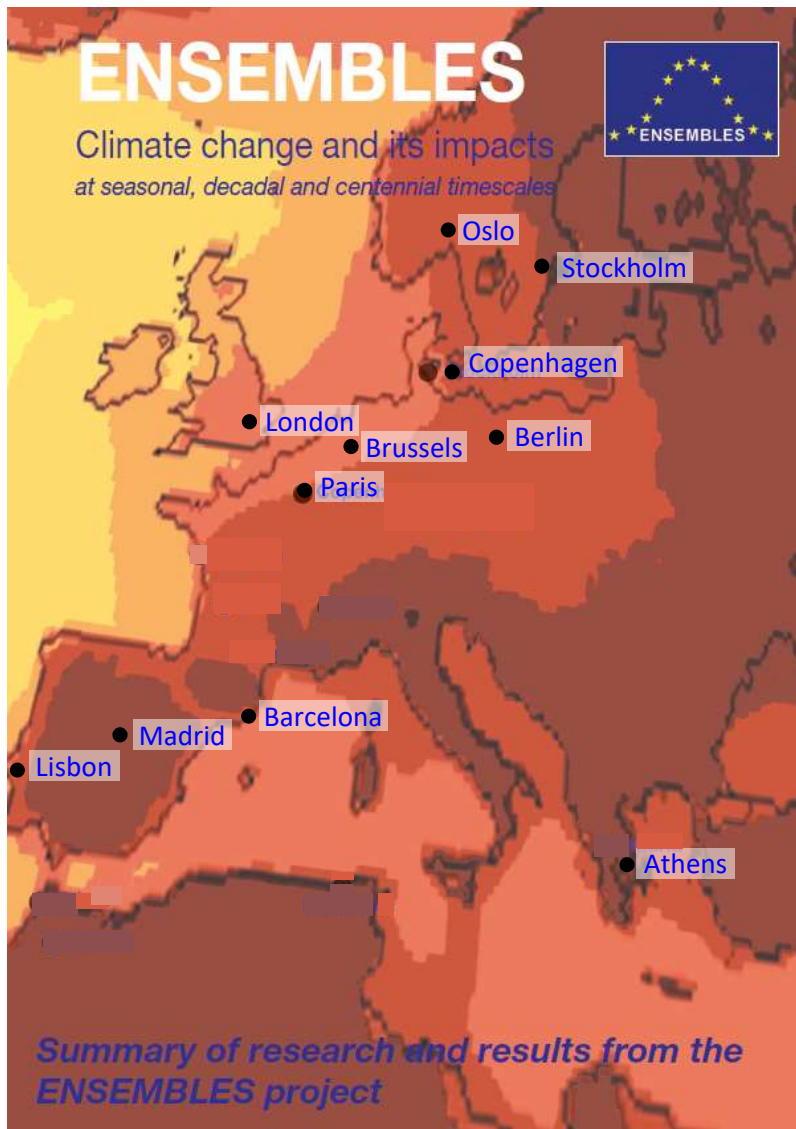 ENSEMBLES
Climate change and its impacts
at seasonal, decadal and centennial timescales
ENSEMBLES
Oslo
Stockholm
Copenhagen
London
Brussels
Berlin
Paris
Barcelona
Madrid
Lisbon
Athens
Summary of research and results from the
ENSEMBLES project